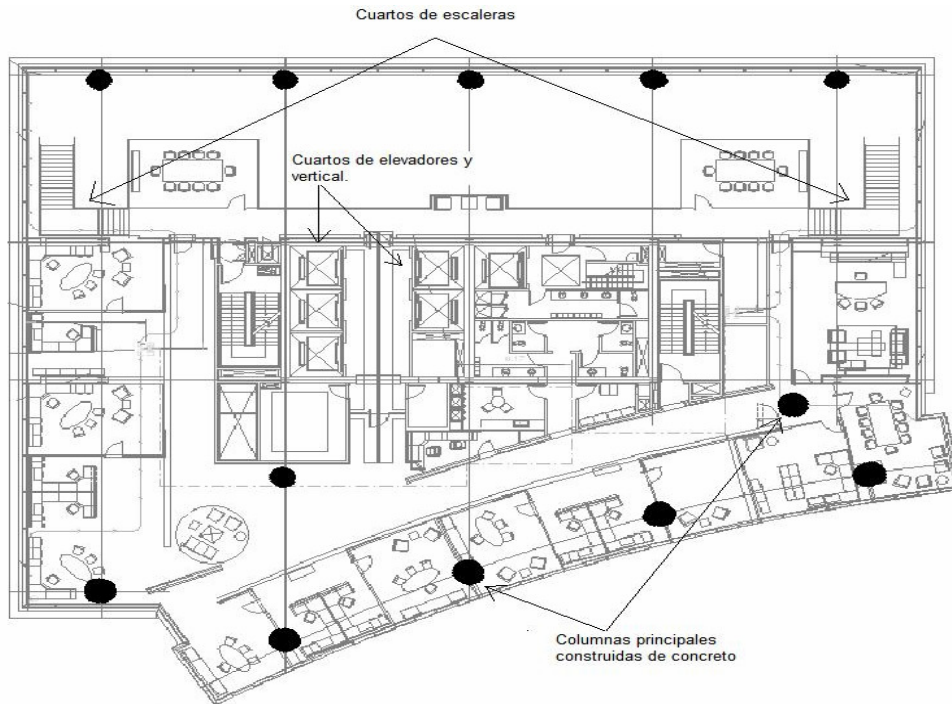 Cuartos de escaleras
Cuartos de elevadores y
vertical.
Columnas principales
construidas de concreto